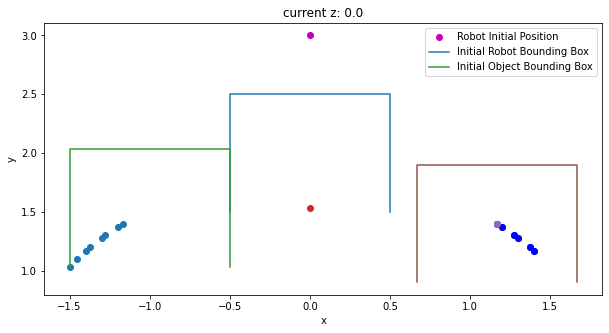 current z: 0.0
Robot Initial Position
Initial Robot Bounding Box
Initial Object Bounding Box
y
3.0
2.5
2.0
1.5
1.0
−1.5 −1.0 −0.5 0.0 0.5 1.0 1.5
x